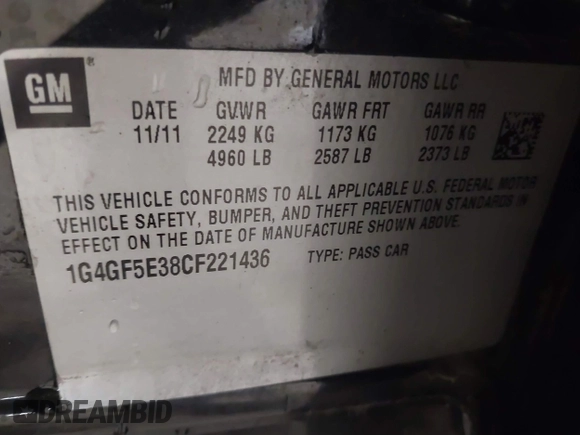 GM ®
MFD BY GENERAL MOTORS LLC
DATE GVWR GAWR FRT GAWR RR
11/11 2249 KG 1173 KG 1076 KG
4960 LB 2587 LB 2373 LB
THIS VEHICLE CONFORMS TO ALL APPLICABLE U.S. FEDERAL MOTOR
VEHICLE SAFETY, BUMPER, AND THEFT PREVENTION STANDARDS IN
EFFECT ON THE DATE OF MANUFACTURE SHOWN ABOVE.
1G4GF5E38CF221436 TYPE: PASS CAR
DREAMBID